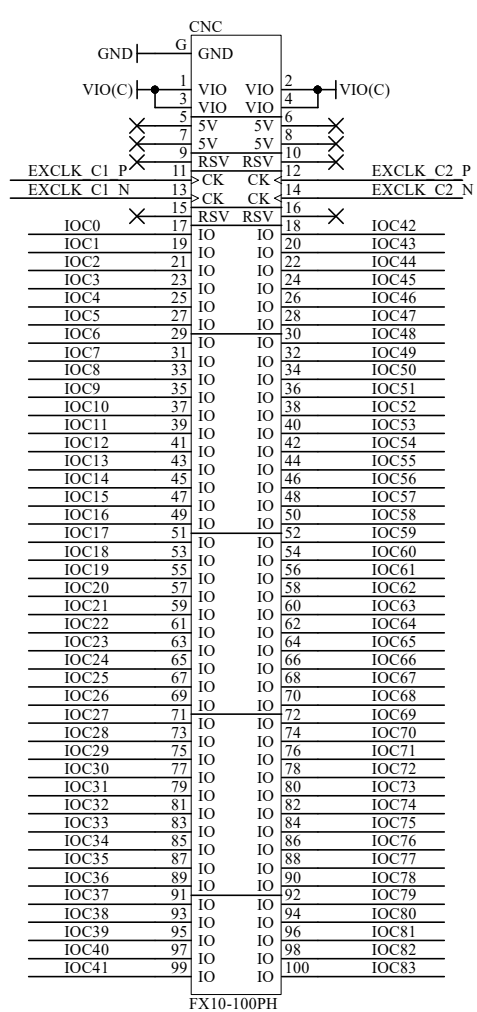 CNC
GND G GND
VIO(C) 1 VIO VIO 2 VIO(C)
3 VIO VIO 4
5 5V 5V 6
7 5V 5V 8
9 RSV RSV 10
EXCLK_C1_P 11 CK CK 12 EXCLK_C2_P
EXCLK_C1_N 13 CK CK 14 EXCLK_C2_N
15 RSV RSV 16
IOC0 17 IO IO 18 IOC42
IOC1 19 IO IO 20 IOC43
IOC2 21 IO IO 22 IOC44
IOC3 23 IO IO 24 IOC45
IOC4 25 IO IO 26 IOC46
IOC5 27 IO IO 28 IOC47
IOC6 29 IO IO 30 IOC48
IOC7 31 IO IO 32 IOC49
IOC8 33 IO IO 34 IOC50
IOC9 35 IO IO 36 IOC51
IOC10 37 IO IO 38 IOC52
IOC11 39 IO IO 40 IOC53
IOC12 41 IO IO 42 IOC54
IOC13 43 IO IO 44 IOC55
IOC14 45 IO IO 46 IOC56
IOC15 47 IO IO 48 IOC57
IOC16 49 IO IO 50 IOC58
IOC17 51 IO IO 52 IOC59
IOC18 53 IO IO 54 IOC60
IOC19 55 IO IO 56 IOC61
IOC20 57 IO IO 58 IOC62
IOC21 59 IO IO 60 IOC63
IOC22 61 IO IO 62 IOC64
IOC23 63 IO IO 64 IOC65
IOC24 65 IO IO 66 IOC66
IOC25 67 IO IO 68 IOC67
IOC26 69 IO IO 70 IOC68
IOC27 71 IO IO 72 IOC69
IOC28 73 IO IO 74 IOC70
IOC29 75 IO IO 76 IOC71
IOC30 77 IO IO 78 IOC72
IOC31 79 IO IO 80 IOC73
IOC32 81 IO IO 82 IOC74
IOC33 83 IO IO 84 IOC75
IOC34 85 IO IO 86 IOC76
IOC35 87 IO IO 88 IOC77
IOC36 89 IO IO 90 IOC78
IOC37 91 IO IO 92 IOC79
IOC38 93 IO IO 94 IOC80
IOC39 95 IO IO 96 IOC81
IOC40 97 IO IO 98 IOC82
IOC41 99 IO IO 100 IOC83
FX10-100PH